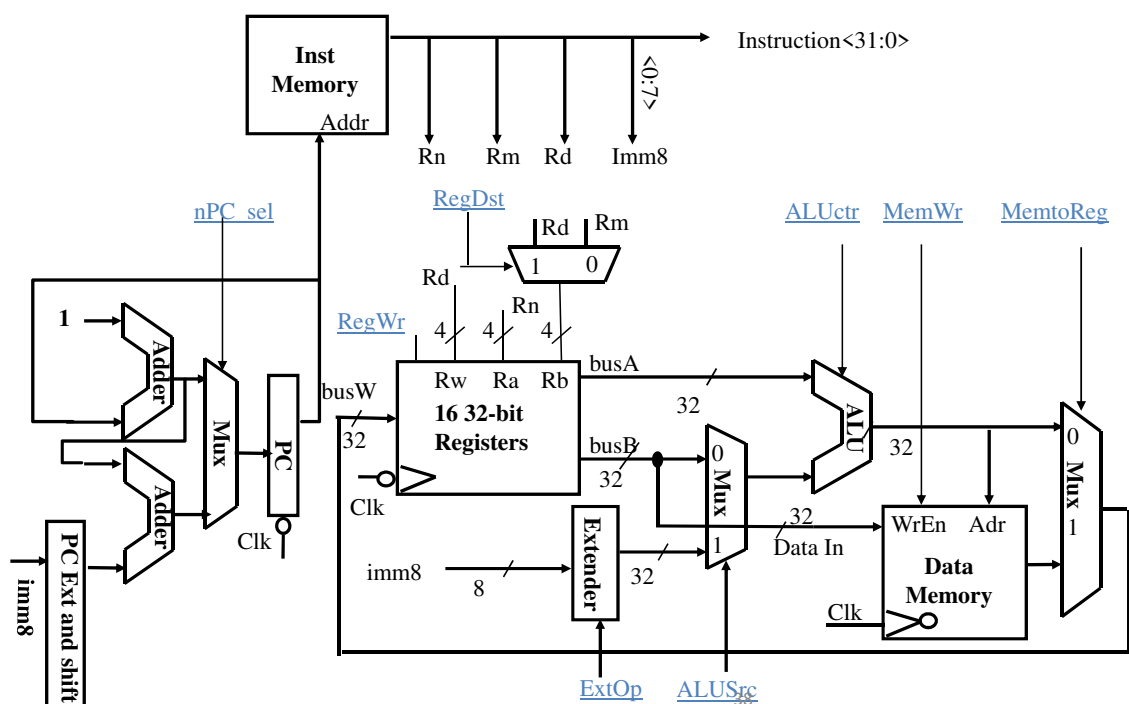 Inst
Memory
Addr
Instruction<31:0>
<0:7>
Rn
Rm
Rd
Imm8
nPC_sel
RegDst
ALUctr
MemWr
MemtoReg
Rd
Rm
1
0
Rd
Rn
RegWr
4
4
4
1
Adder
Mux
PC
Clk
Adder
imm8
PC Ext and shift
busW
32
Rw
Ra
Rb
16 32-bit
Registers
Clk
busA
32
busB
32
0
Mux
1
ALU
32
32
Data In
WrEn
Adr
Data
Memory
Clk
0
Mux
1
imm8
8
Extender
32
ExtOp
ALUSrc
38